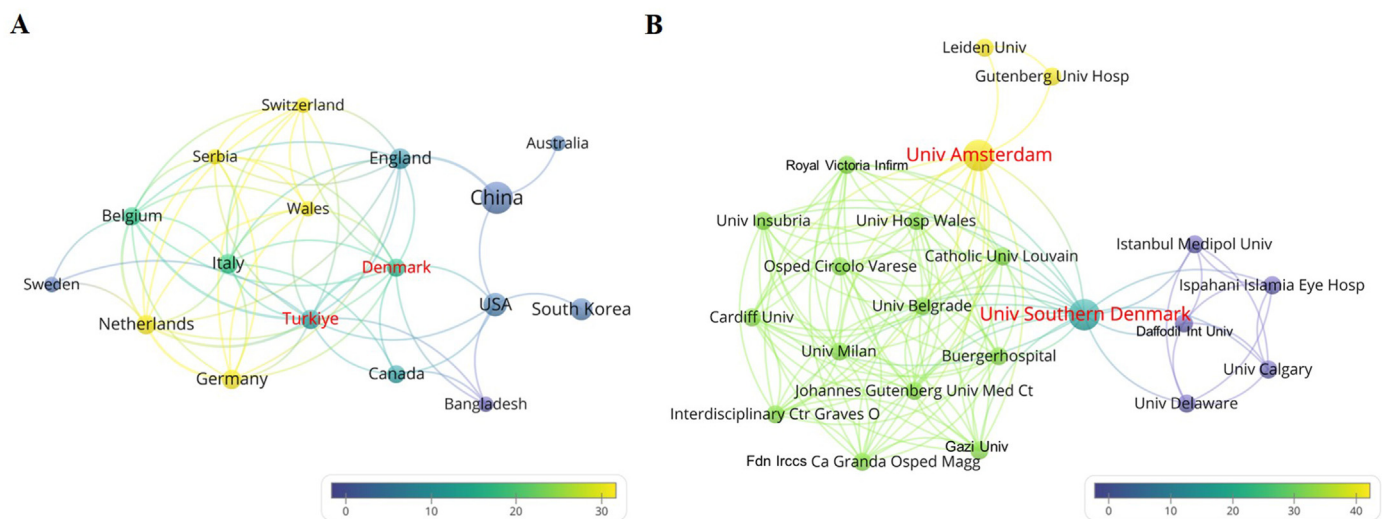 A
Switzerland
Serbia
England
Australia
China
Belgium
Wales
Italy
Denmark
Sweden
USA
South Korea
Netherlands
Turkiye
Germany
Canada
Bangladesh
0
10
20
30
B
Leiden Univ
Gutenberg Univ Hosp
Univ Amsterdam
Royal Victoria Infirm
Univ Insubria
Univ Hosp Wales
Istanbul Medipol Univ
Osped Circolo Varese
Catholic Univ Louvain
Ispahani Islamia Eye Hosp
Univ Belgrade
Cardiff Univ
Univ Southern Denmark
Daffodil Int Univ
Univ Milan
Buergerhospital
Univ Calgary
Johannes Gutenberg Univ Med Ct
Univ Delaware
Interdisciplinary Ctr Graves O
Gazi Univ
Fdn Irccs Ca Granda Osped Magg
0
10
20
30
40